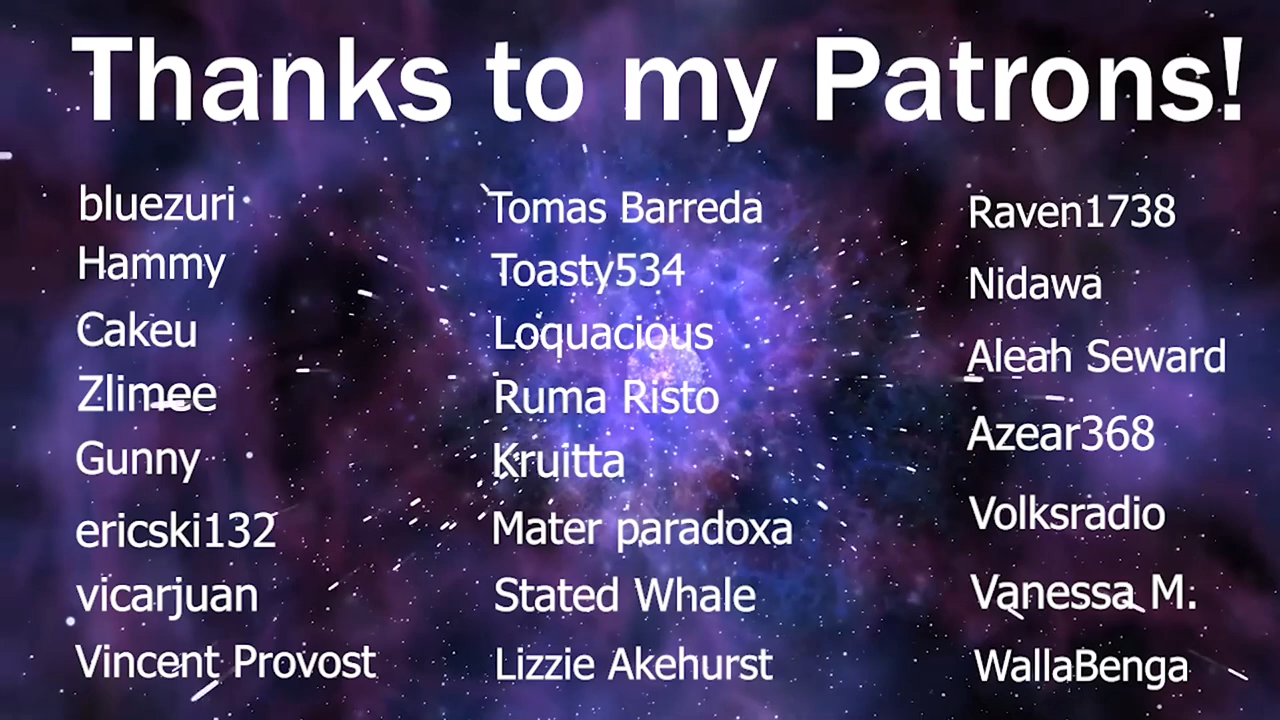 Thanks to my Patrons!
bluezuri
Hammy
Cakeu
Zlimee
Gunny
ericski132
vicarjuan
Vincent Provost
Tomas Barreda
Toasty534
Loquacious
Ruma Risto
Kruitta
Mater paradoxa
Stated Whale
Lizzie Akehurst
Raven1738
Nidawa
Aleah Seward
Azear368
Volksradio
Vanessa M.
WallaBenga